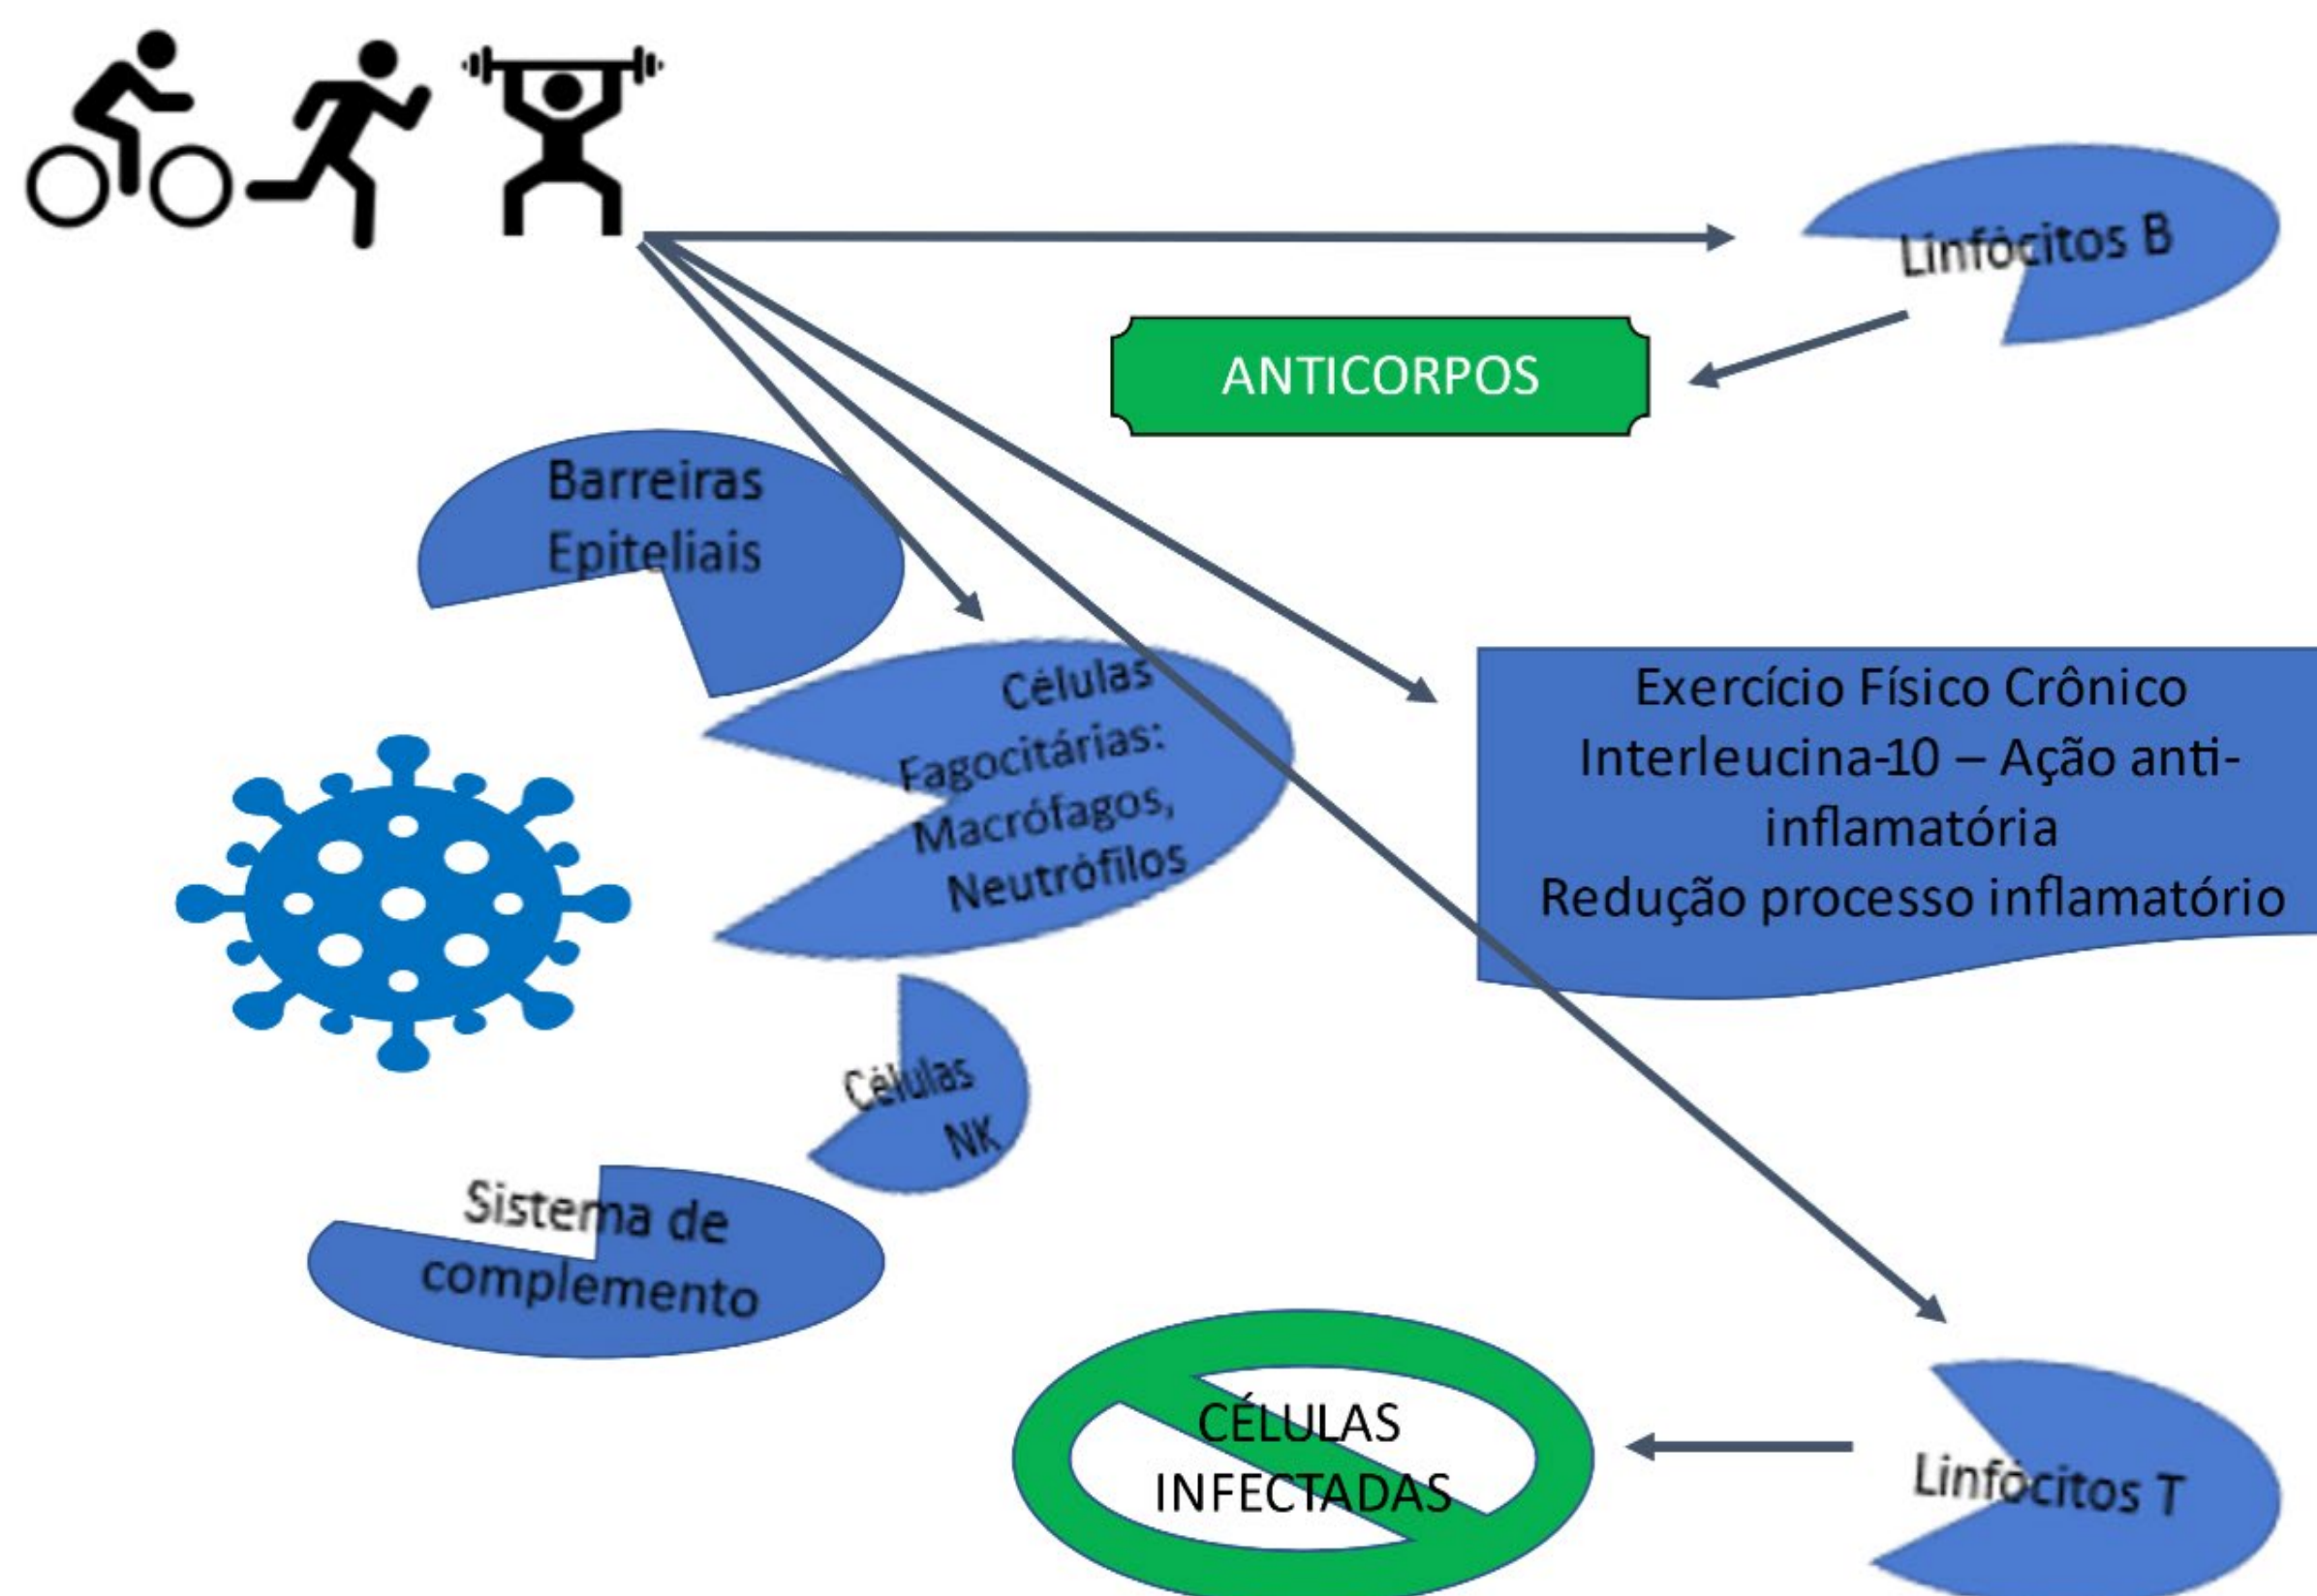 Linfócitos B
ANTICORPOS
Barreiras
Epiteliais
Células
Fagocitárias:
Macrófagos,
Neutrófilos
Exercício Físico Crônico
Interleucina-10 – Ação anti-
inflamatória
Redução processo inflamatório
Células
NK
Sistema de
complemento
CÉLULAS
INFECTADAS
Linfócitos T